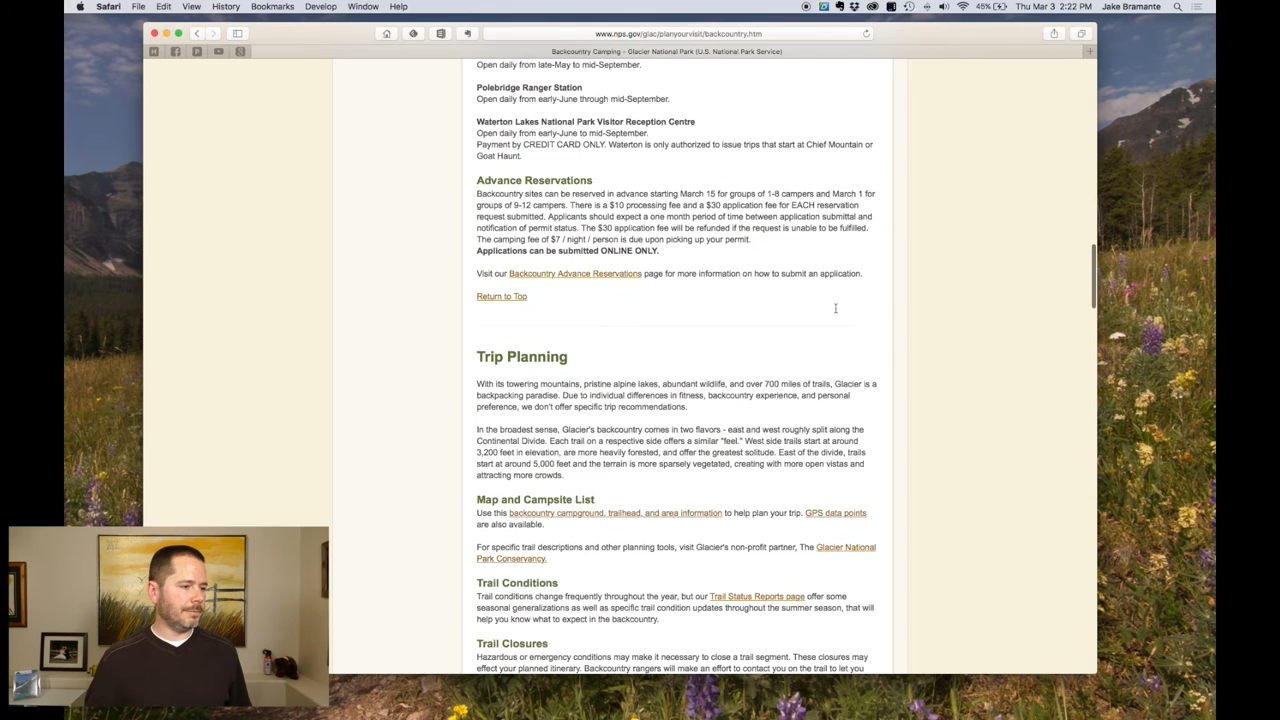 Safari File Edit View History Bookmarks Develop Window Help 45% Thu Mar 3 2:22 PM Jake Bramante
www.nps.gov/glac/planyourvisit/backcountry.htm
Backcountry Camping - Glacier National Park (U.S. National Park Service)
Open daily from late-May to mid-September.
Polebridge Ranger Station
Open daily from early-June through mid-September.
Waterton Lakes National Park Visitor Reception Centre
Open daily from early-June to mid-September.
Payment by CREDIT CARD ONLY. Waterton is only authorized to issue trips that start at Chief Mountain or
Goat Haunt.
Advance Reservations
Backcountry sites can be reserved in advance starting March 15 for groups of 1-8 campers and March 1 for
groups of 9-12 campers. There is a $10 processing fee and a $30 application fee for EACH reservation
request submitted. Applicants should expect a one month period of time between application submittal and
notification of permit status. The $30 application fee will be refunded if the request is unable to be fulfilled.
The camping fee of $7 / night / person is due upon picking up your permit.
Applications can be submitted ONLINE ONLY.
Visit our Backcountry Advance Reservations page for more information on how to submit an application.
Return to Top
Trip Planning
With its towering mountains, pristine alpine lakes, abundant wildlife, and over 700 miles of trails, Glacier is a
backpacking paradise. Due to individual differences in fitness, backcountry experience, and personal
preference, we don't offer specific trip recommendations.
In the broadest sense, Glacier's backcountry comes in two flavors - east and west roughly split along the
Continental Divide. Each trail on a respective side offers a similar "feel." West side trails start at around
3,200 feet in elevation, are more heavily forested, and offer the greatest solitude. East of the divide, trails
start at around 5,000 feet and the terrain is more sparsely vegetated, creating with more open vistas and
attracting more crowds.
Map and Campsite List
Use this backcountry campground, trailhead, and area information to help plan your trip. GPS data points
are also available.
For specific trail descriptions and other planning tools, visit Glacier's non-profit partner, The Glacier National
Park Conservancy.
Trail Conditions
Trail conditions change frequently throughout the year, but our Trail Status Reports page offer some
seasonal generalizations as well as specific trail condition updates throughout the summer season, that will
help you know what to expect in the backcountry.
Trail Closures
Hazardous or emergency conditions may make it necessary to close a trail segment. These closures may
effect your planned itinerary. Backcountry rangers will make an effort to contact you on the trail to let you